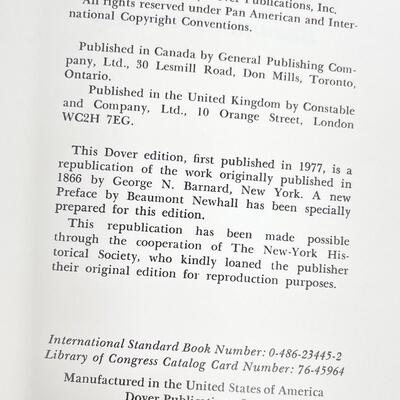 Publications, Inc.
All rights reserved under Pan American and Inter-
national Copyright Conventions.
Published in Canada by General Publishing Com-
pany, Ltd., 30 Lesmill Road, Don Mills, Toronto,
Ontario.
Published in the United Kingdom by Constable
and Company, Ltd., 10 Orange Street, London
WC2H 7EG.
This Dover edition, first published in 1977, is a
republication of the work originally published in
1866 by George N. Barnard, New York. A new
Preface by Beaumont Newhall has been specially
prepared for this edition.
This republication has been made possible
through the cooperation of The New-York His-
torical Society, who kindly loaned the publisher
their original edition for reproduction purposes.
International Standard Book Number: 0-486-23445-2
Library of Congress Catalog Card Number: 76-45964
Manufactured in the United States of America
Dover Publications